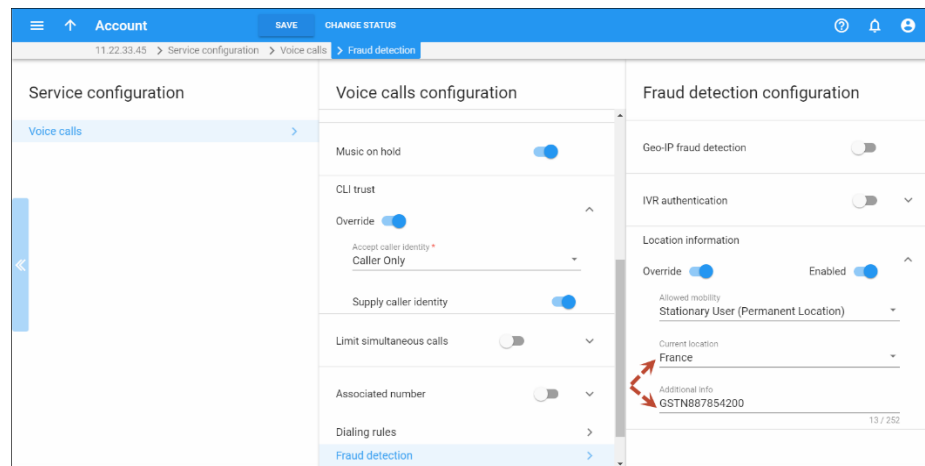 Account SAVE CHANGE STATUS
11.22.33.45 > Service configuration > Voice calls > Fraud detection
Service configuration
Voice calls
Voice calls configuration
Music on hold
CLI trust
Override
Accept caller identity *
Caller Only
Supply caller identity
Limit simultaneous calls
Associated number
Dialing rules
Fraud detection
Fraud detection configuration
Geo-IP fraud detection
IVR authentication
Location information
Override Enabled
Allowed mobility
Stationary User (Permanent Location)
Current location
France
Additional info
GSTN887854200
13 / 252